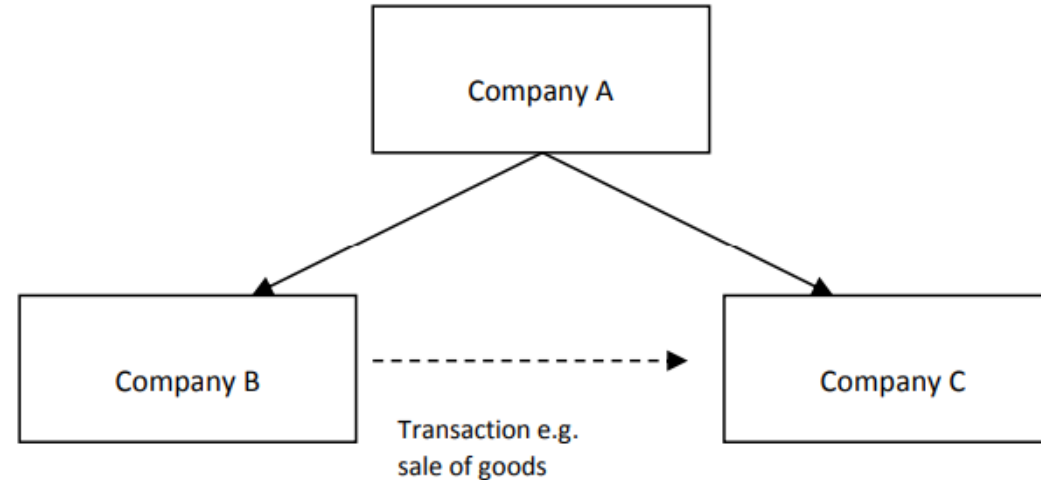 Company A
Company B
Company C
Transaction e.g.
sale of goods